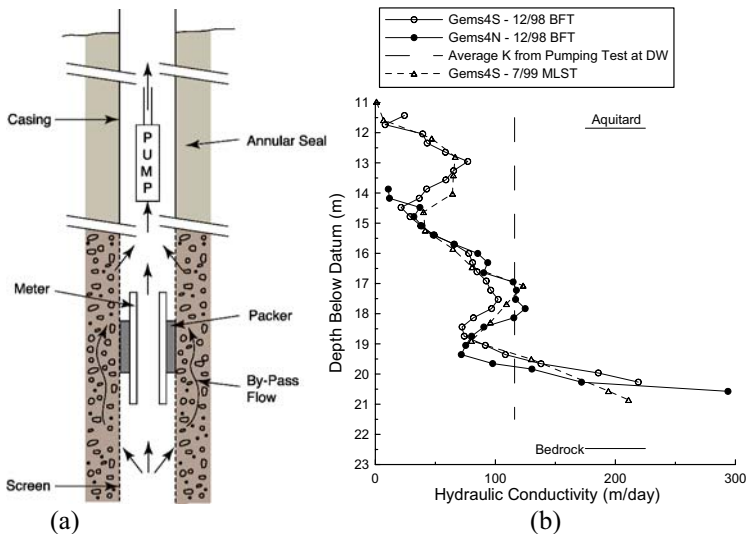 Casing
PUMP
Annular Seal
Meter
Packer
By-Pass
Flow
Screen
(a)
Gems4S - 12/98 BFT
Gems4N - 12/98 BFT
Average K from Pumping Test at DW
Gems4S - 7/99 MLST
11
12
13
14
15
16
17
18
19
20
21
22
23
Depth Below Datum (m)
Aquitard
Bedrock
0 100 200 300
Hydraulic Conductivity (m/day)
(b)